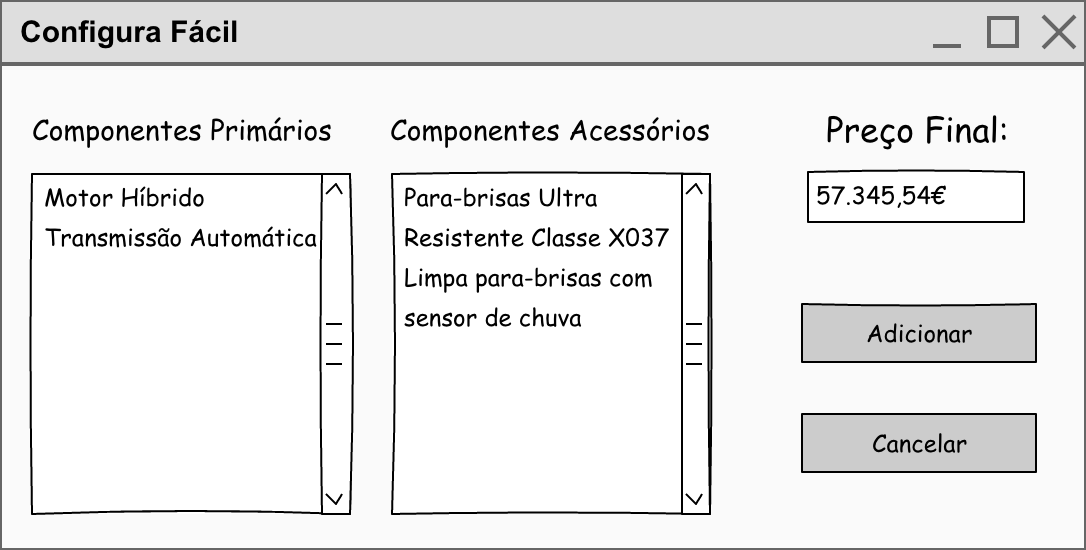 Configura Fácil
Componentes Primários
Motor Híbrido
Transmissão Automática
Componentes Acessórios
Para-brisas Ultra
Resistente Classe X037
Limpa para-brisas com
sensor de chuva
Preço Final:
57.345,54€
Adicionar
Cancelar